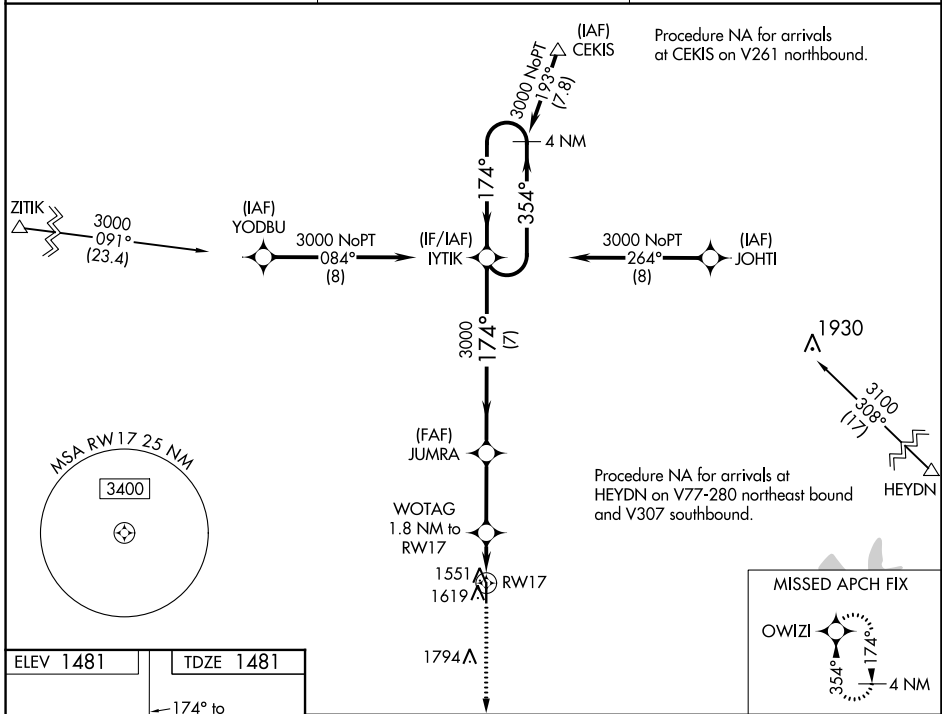 (IAF)
CEKIS
Procedure NA for arrivals
at CEKIS on V261 northbound.
3000 NoPT
193°
(7.8)
4 NM
174°
354°
ZITIK
3000
091°
(23.4)
(IAF)
YODBU
3000 NoPT
084°
(8)
(IF/IAF)
IYTIK
3000 NoPT
264°
(8)
(IAF)
JOHTI
3000
174°
(7)
1930
3100
308°
(17)
HEYDN
MSA RW17 25 NM
3400
(FAF)
JUMRA
Procedure NA for arrivals at
HEYDN on V77-280 northeast bound
and V307 southbound.
WOTAG
1.8 NM to
RW17
1551
RW17
1619
1794
MISSED APCH FIX
OWIZI
354°
174°
4 NM
ELEV 1481
TDZE 1481
174° to